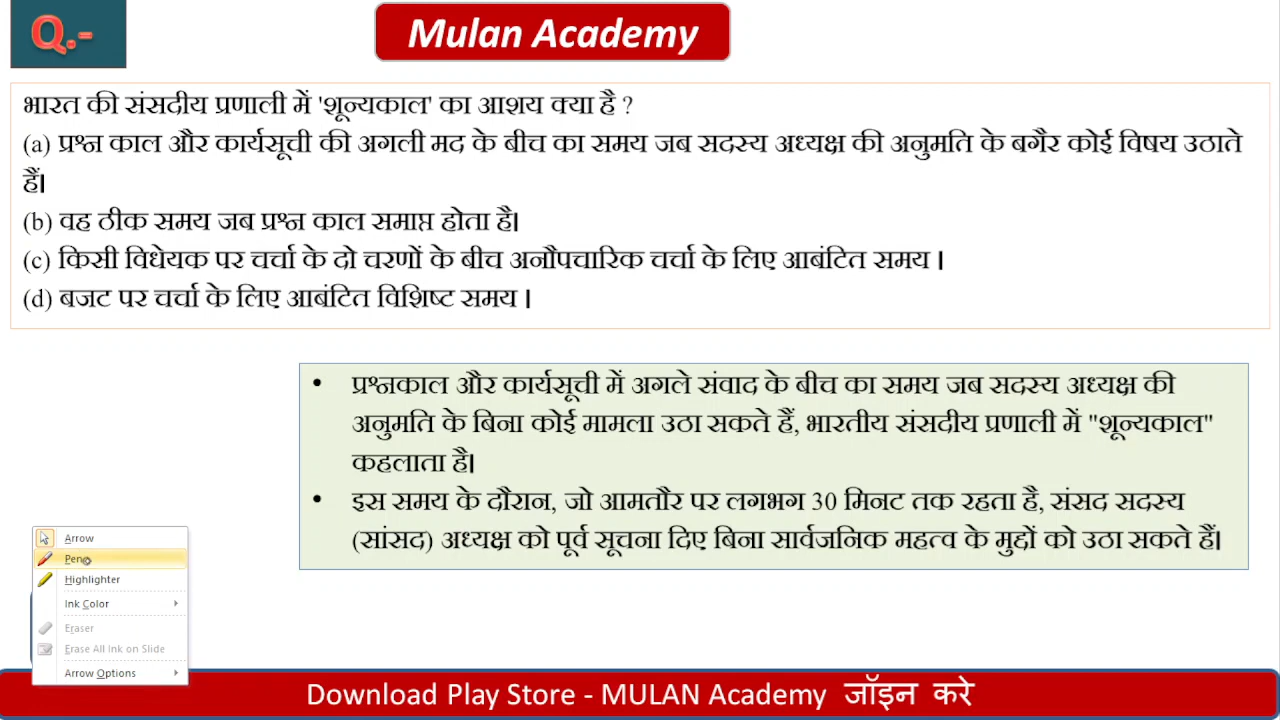 Q.-
Mulan Academy
भारत की संसदीय प्रणाली में 'शून्यकाल' का आशय क्या है ?
(a) प्रश्न काल और कार्यसूची की अगली मद के बीच का समय जब सदस्य अध्यक्ष की अनुमति के बगैर कोई विषय उठाते
हैं।
(b) वह ठीक समय जब प्रश्न काल समाप्त होता है।
(c) किसी विधेयक पर चर्चा के दो चरणों के बीच अनौपचारिक चर्चा के लिए आबंटित समय ।
(d) बजट पर चर्चा के लिए आबंटित विशिष्ट समय ।
• प्रश्नकाल और कार्यसूची में अगले संवाद के बीच का समय जब सदस्य अध्यक्ष की
अनुमति के बिना कोई मामला उठा सकते हैं, भारतीय संसदीय प्रणाली में "शून्यकाल"
कहलाता है।
• इस समय के दौरान, जो आमतौर पर लगभग 30 मिनट तक रहता है, संसद सदस्य
(सांसद) अध्यक्ष को पूर्व सूचना दिए बिना सार्वजनिक महत्व के मुद्दों को उठा सकते हैं।
Arrow
Pen
Highlighter
Ink Color
Eraser
Erase All Ink on Slide
Arrow Options
Download Play Store - MULAN Academy जॉइन करे